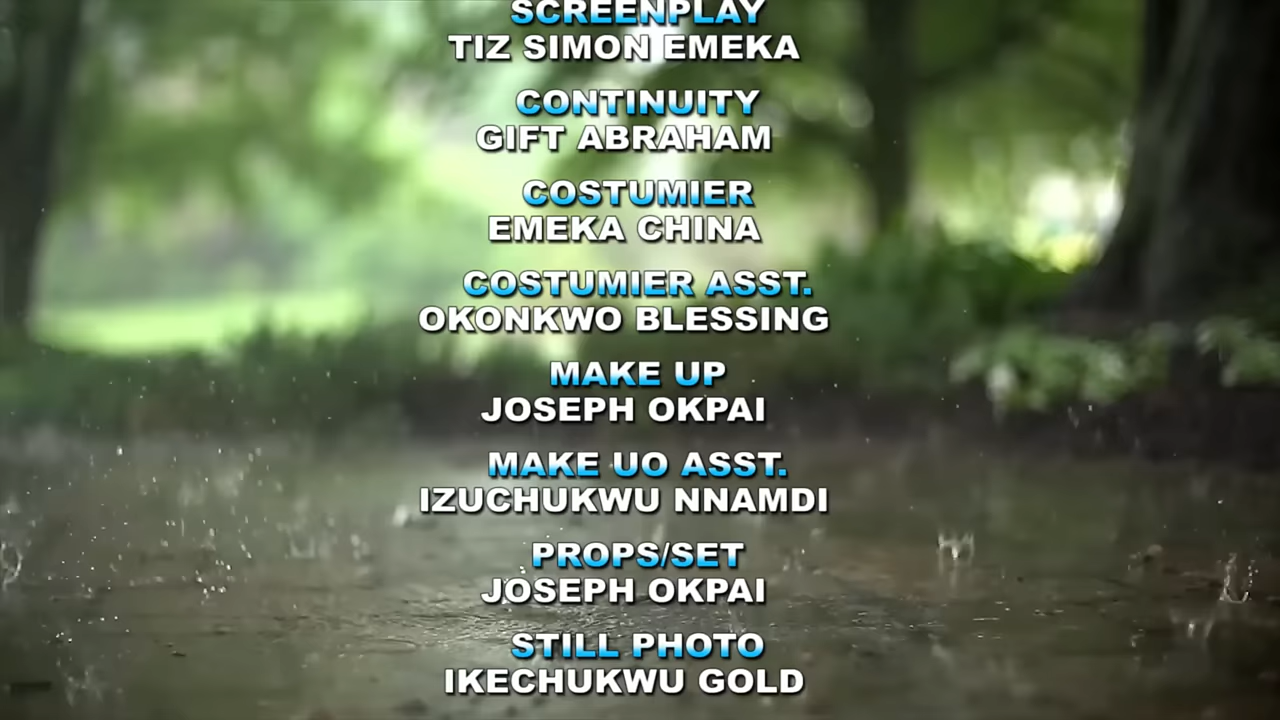 SCREENPLAY
TIZ SIMON EMEKA
CONTINUITY
GIFT ABRAHAM
COSTUMIER
EMEKA CHINA
COSTUMIER ASST.
OKONKWO BLESSING
MAKE UP
JOSEPH OKPAI
MAKE UO ASST.
IZUCHUKWU NNAMDI
PROPS/SET
JOSEPH OKPAI
STILL PHOTO
IKECHUKWU GOLD